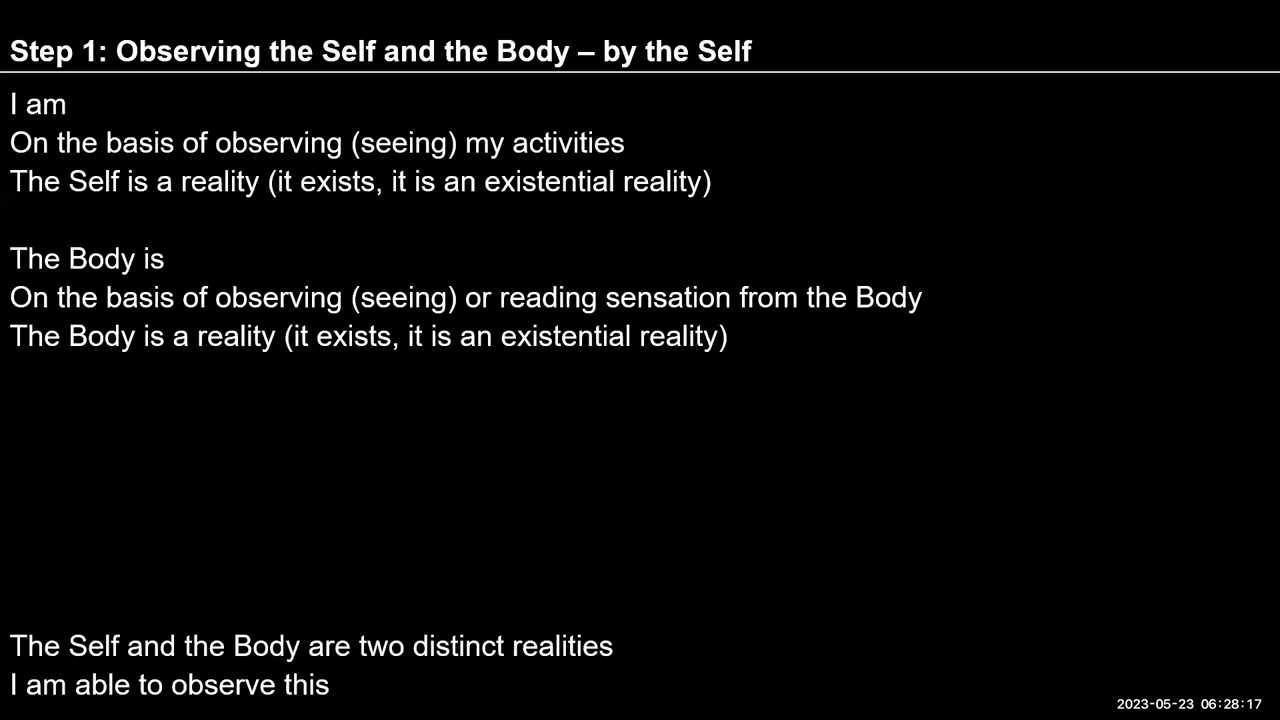 Step 1: Observing the Self and the Body – by the Self
I am
On the basis of observing (seeing) my activities
The Self is a reality (it exists, it is an existential reality)
The Body is
On the basis of observing (seeing) or reading sensation from the Body
The Body is a reality (it exists, it is an existential reality)
The Self and the Body are two distinct realities
I am able to observe this
2023-05-23 06:28:17